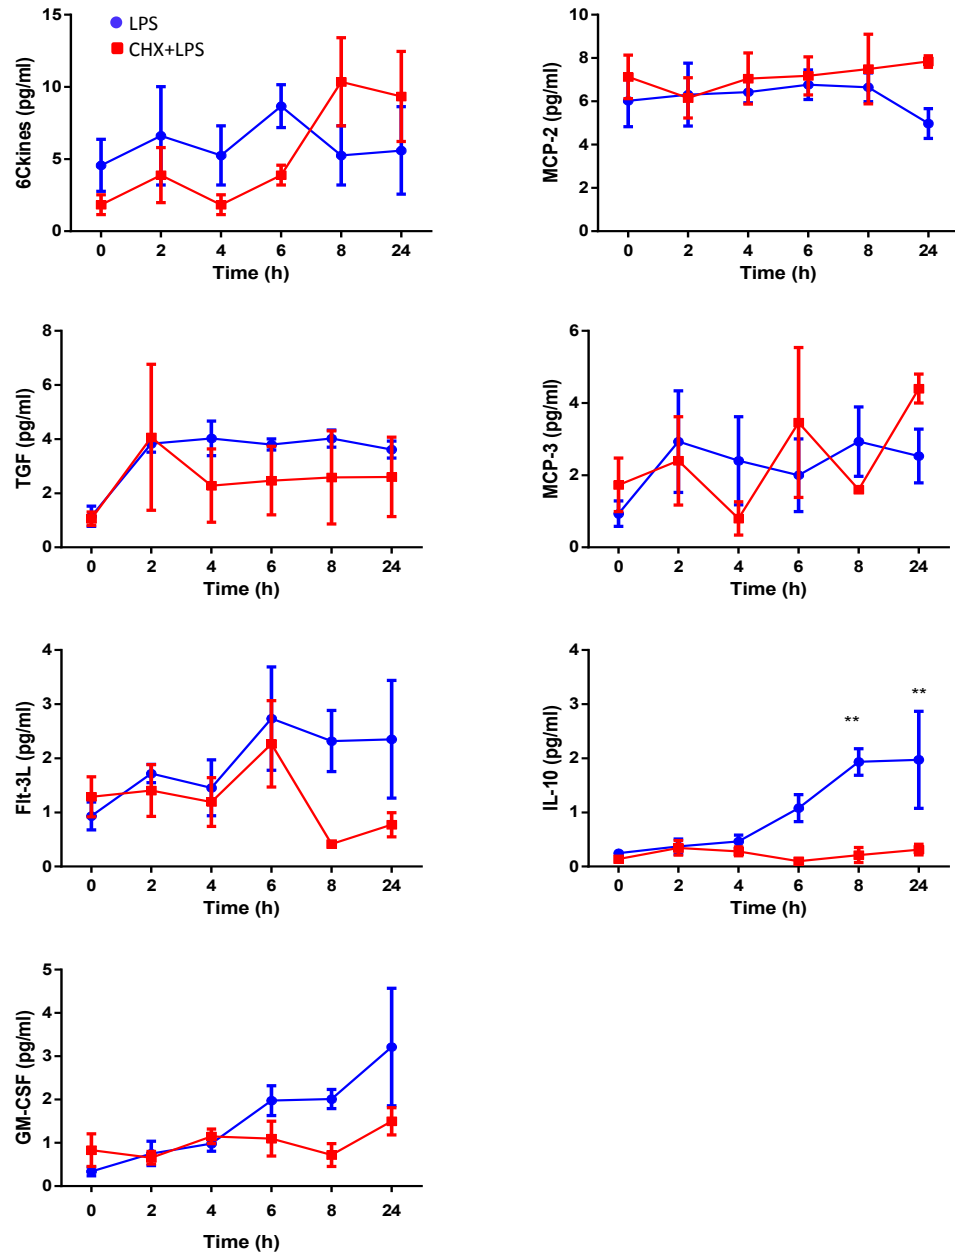 LPS
CHX+LPS
6Ckines (pg/ml)
15
10
5
0
0 2 4 6 8 24
Time (h)
MCP-2 (pg/ml)
10
8
6
4
2
0
0 2 4 6 8 24
Time (h)
TGF (pg/ml)
8
6
4
2
0
0 2 4 6 8 24
Time (h)
MCP-3 (pg/ml)
6
4
2
0
0 2 4 6 8 24
Time (h)
Flt-3L (pg/ml)
4
3
2
1
0
0 2 4 6 8 24
Time (h)
IL-10 (pg/ml)
4
3
2
1
0
** **
0 2 4 6 8 24
Time (h)
GM-CSF (pg/ml)
5
4
3
2
1
0
0 2 4 6 8 24
Time (h)